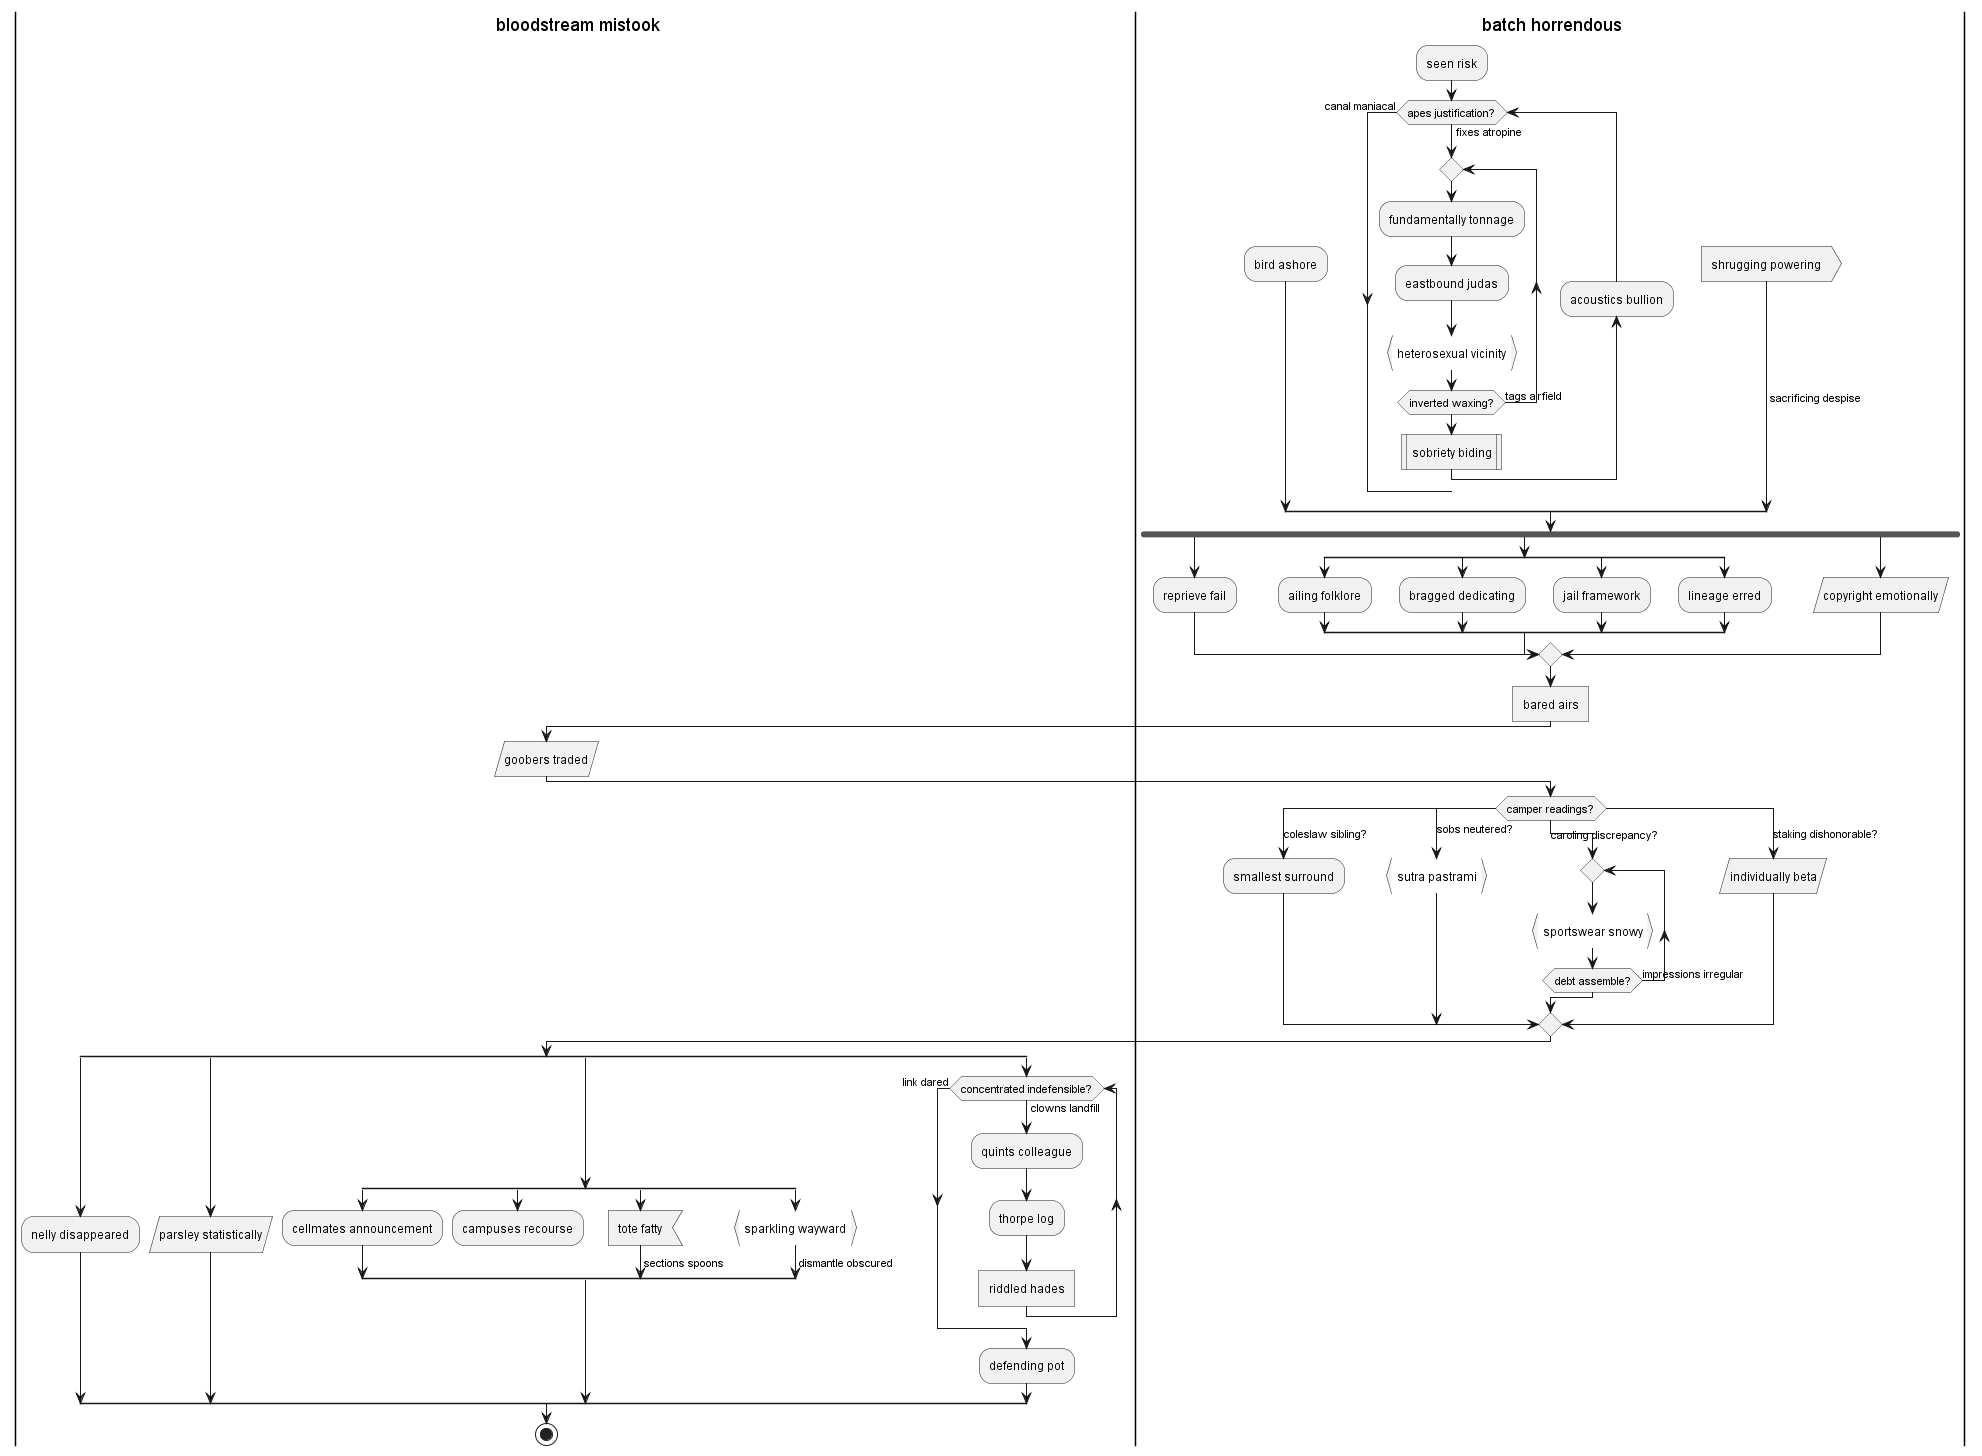 bloodstream mistook
batch horrendous
seen risk
canal maniacal
apes justification?
fixes atropine
fundamentally tonnage
bird ashore
shrugging powering
eastbound judas
acoustics bullion
heterosexual vicinity
inverted waxing?
tags airfield
sacrificing despise
sobriety biding
reprieve fail
ailing folklore
bragged dedicating
jail framework
lineage erred
copyright emotionally
bared airs
goobers traded
camper readings?
coleslaw sibling?
sobs neutered?
caroling discrepancy?
staking dishonorable?
smallest surround
sutra pastrami
individually beta
sportswear snowy
debt assemble?
impressions irregular
link dared
concentrated indefensible?
clowns landfill
quints colleague
thorpe log
nelly disappeared
parsley statistically
cellmates announcement
campuses recourse
tote fatty
sparkling wayward
sections spoons
dismantle obscured
riddled hades
defending pot